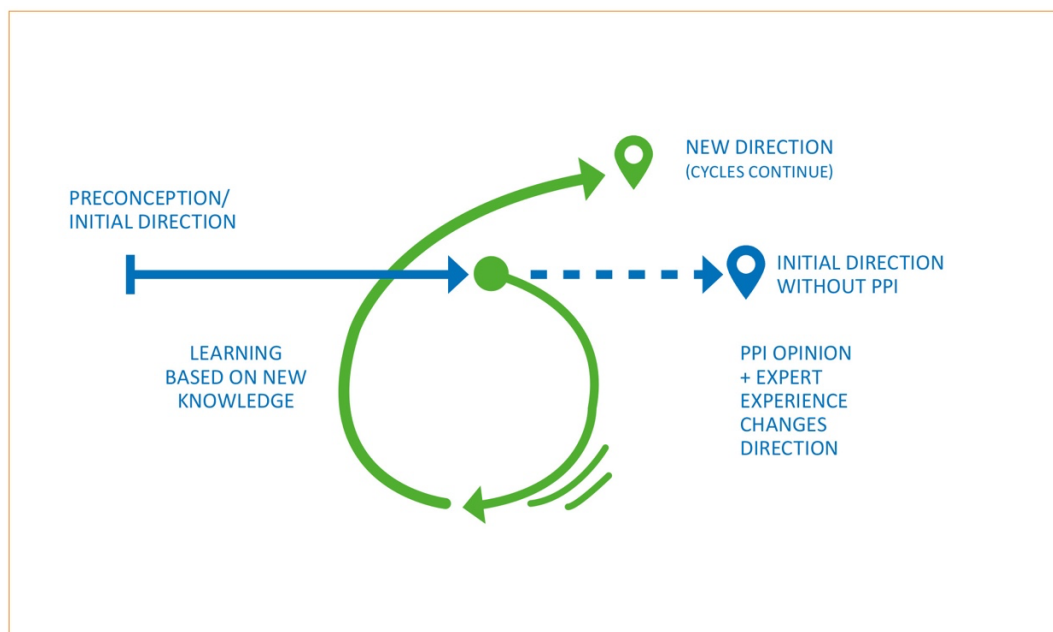 PRECONCEPTION/
INITIAL DIRECTION
NEW DIRECTION
(CYCLES CONTINUE)
INITIAL DIRECTION
WITHOUT PPI
LEARNING
BASED ON NEW
KNOWLEDGE
PPI OPINION
+ EXPERT
EXPERIENCE
CHANGES
DIRECTION